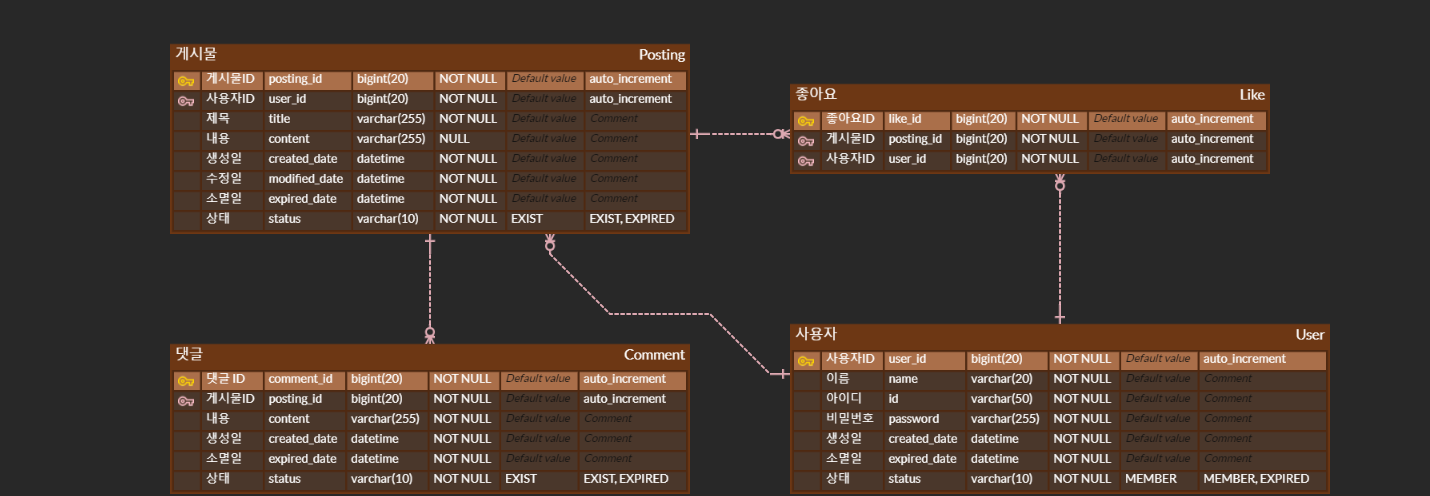 게시물 Posting
게시물ID posting_id bigint(20) NOT NULL Default value auto_increment
사용자ID user_id bigint(20) NOT NULL Default value auto_increment
제목 title varchar(255) NOT NULL Default value Comment
내용 content varchar(255) NULL Default value Comment
생성일 created_date datetime NOT NULL Default value Comment
수정일 modified_date datetime NOT NULL Default value Comment
소멸일 expired_date datetime NOT NULL Default value Comment
상태 status varchar(10) NOT NULL EXIST EXIST, EXPIRED
좋아요 Like
좋아요ID like_id bigint(20) NOT NULL Default value auto_increment
게시물ID posting_id bigint(20) NOT NULL Default value auto_increment
사용자ID user_id bigint(20) NOT NULL Default value auto_increment
댓글 Comment
댓글 ID comment_id bigint(20) NOT NULL Default value auto_increment
게시물ID posting_id bigint(20) NOT NULL Default value auto_increment
내용 content varchar(255) NOT NULL Default value Comment
생성일 created_date datetime NOT NULL Default value Comment
소멸일 expired_date datetime NOT NULL Default value Comment
상태 status varchar(10) NOT NULL EXIST EXIST, EXPIRED
사용자 User
사용자ID user_id bigint(20) NOT NULL Default value auto_increment
이름 name varchar(20) NOT NULL Default value Comment
아이디 id varchar(50) NOT NULL Default value Comment
비밀번호 password varchar(255) NOT NULL Default value Comment
생성일 created_date datetime NOT NULL Default value Comment
소멸일 expired_date datetime NOT NULL Default value Comment
상태 status varchar(10) NOT NULL MEMBER MEMBER, EXPIRED